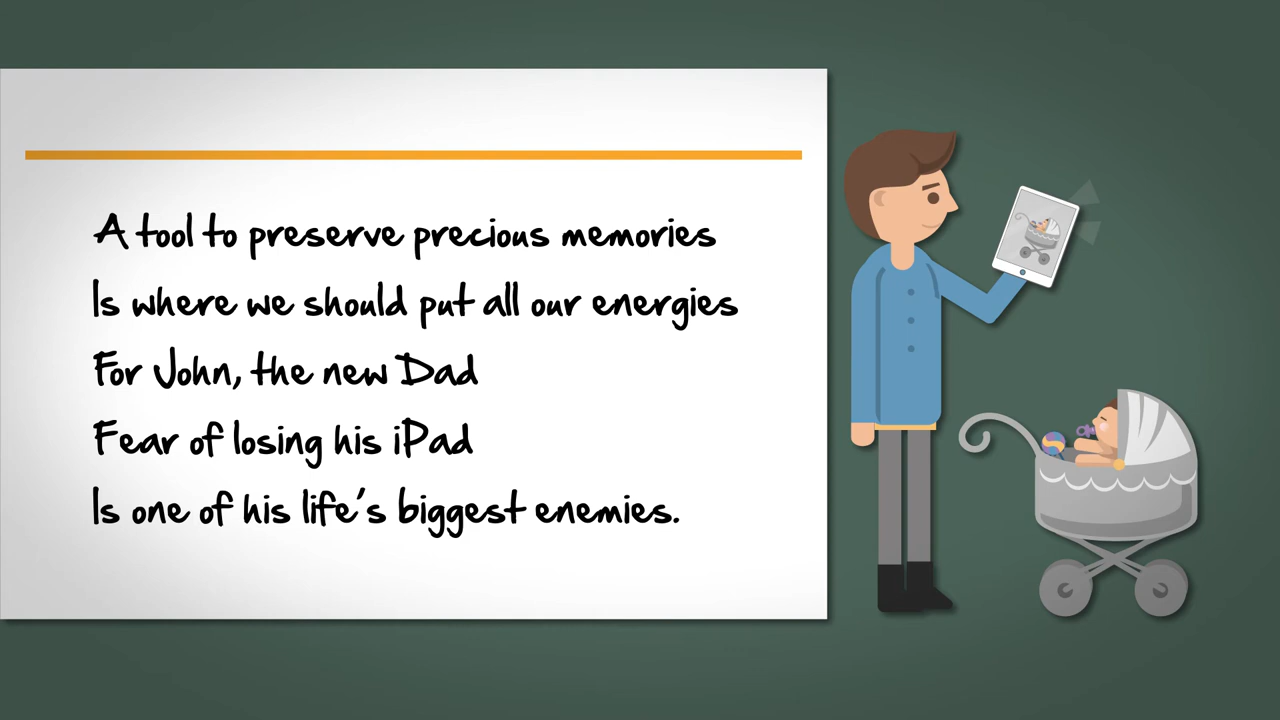 A tool to preserve precious memories
Is where we should put all our energies
For John, the new Dad
Fear of losing his iPad
Is one of his life's biggest enemies.